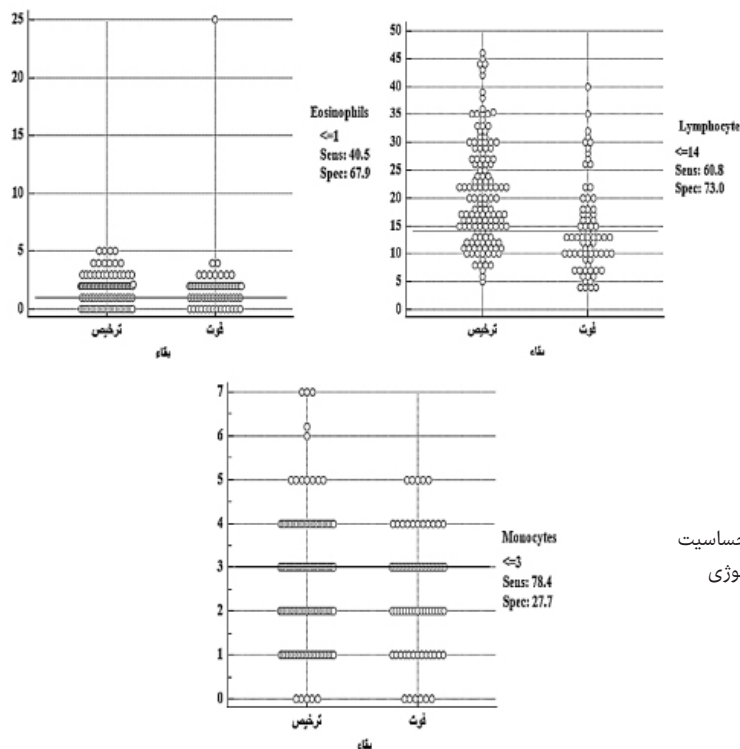 25
20
15
10
5
0
ترخیص
فوت
بقاء
Eosinophils
<=1
Sens: 40.5
Spec: 67.9
50
45
40
35
30
25
20
15
10
5
0
ترخیص
فوت
بقاء
Lymphocyte
<=14
Sens: 60.8
Spec: 73.0
7
6
5
4
3
2
1
0
ترخیص
فوت
بقاء
Monocytes
<=3
Sens: 78.4
Spec: 27.7